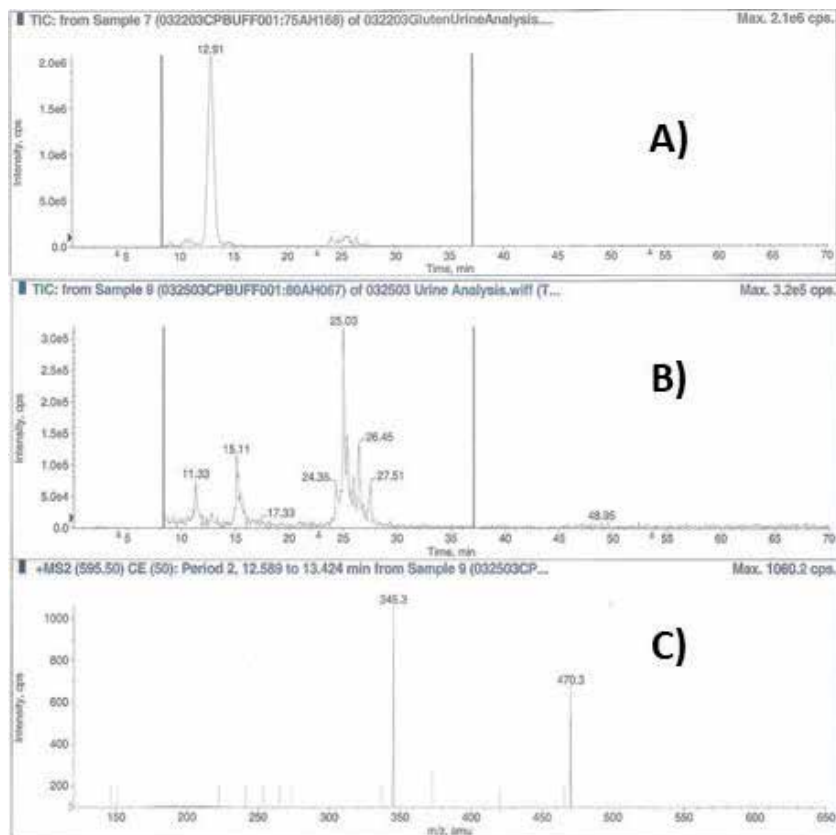 TIC: from Sample 7 (032203CPBUFF001:75AH168) of 032203GlutenUrineAnalysis.... Max. 2.1e6 cps.
12.91
2.0e6
1.5e6
1.0e6
5.0e5
0.0
Intensity, cps
A)
4 5 10 15 20 4 25 30 35 40 45 50 4 55 60 65 70
Time, min
TIC: from Sample 9 (032503CPBUFF001:80AH067) of 032503 Urine Analysis.wiff (T... Max. 3.2e5 cps.
25.03
3.0e5
2.5e5
2.0e5
1.5e5
1.0e5
5.0e4
0.0
Intensity, cps
B)
26.45
15.11
11.33
24.35
27.51
17.33
48.95
4 5 10 15 20 4 25 30 35 40 45 50 4 55 60 65 70
Time, min
+MS2 (595.50) CE (50): Period 2, 12.589 to 13.424 min from Sample 9 (032503CP... Max. 1060.2 cps.
345.3
1000
800
600
400
200
Intensity, cps
C)
470.3
150 200 250 300 350 400 450 500 550 600 650
m/z, amu